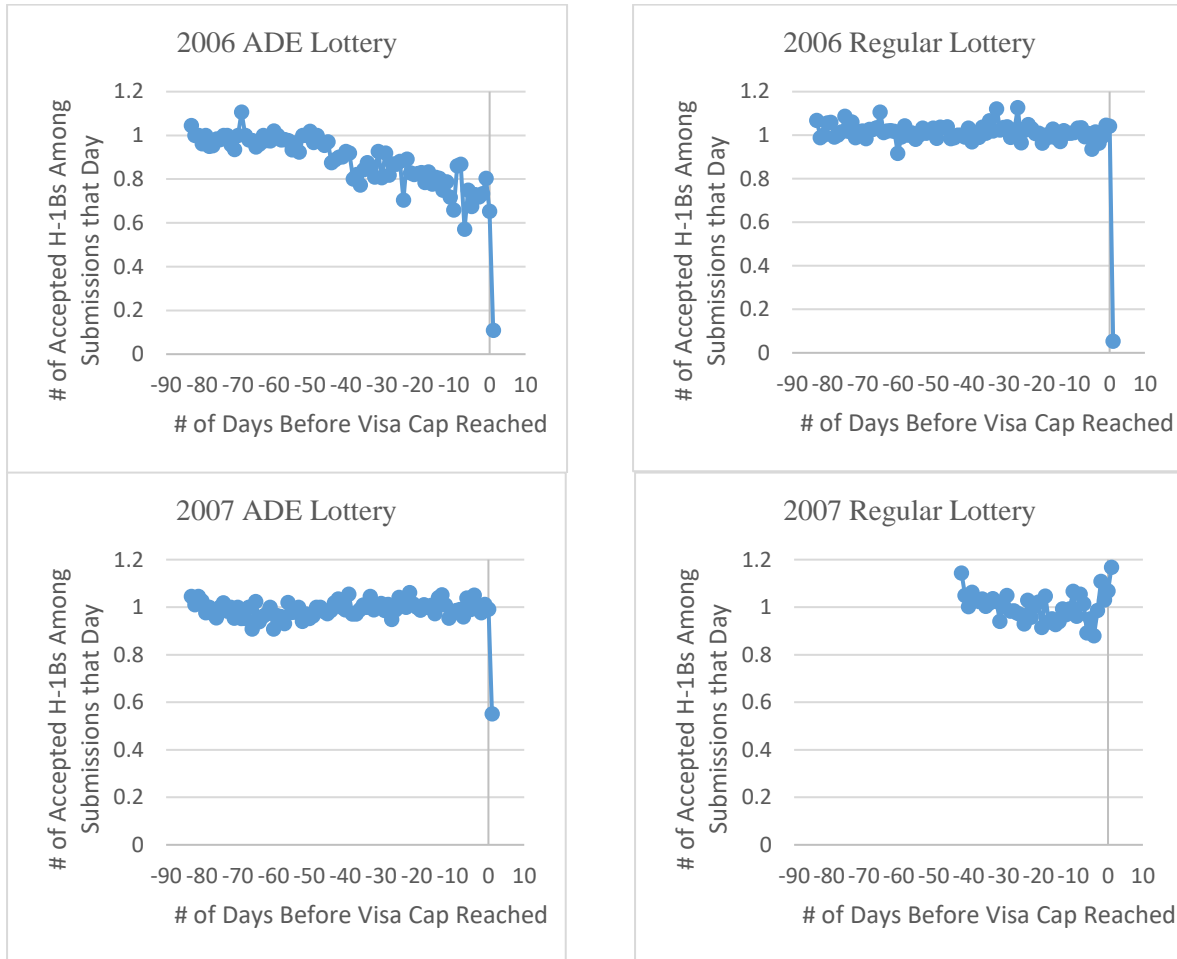 2006 ADE Lottery
# of Accepted H-1Bs Among
Submissions that Day
1.2
1
0.8
0.6
0.4
0.2
0
-90 -80 -70 -60 -50 -40 -30 -20 -10 0 10
# of Days Before Visa Cap Reached
2006 Regular Lottery
# of Accepted H-1Bs Among
Submissions that Day
1.2
1
0.8
0.6
0.4
0.2
0
-90 -80 -70 -60 -50 -40 -30 -20 -10 0 10
# of Days Before Visa Cap Reached
2007 ADE Lottery
# of Accepted H-1Bs Among
Submissions that Day
1.2
1
0.8
0.6
0.4
0.2
0
-90 -80 -70 -60 -50 -40 -30 -20 -10 0 10
# of Days Before Visa Cap Reached
2007 Regular Lottery
# of Accepted H-1Bs Among
Submissions that Day
1.2
1
0.8
0.6
0.4
0.2
0
-90 -80 -70 -60 -50 -40 -30 -20 -10 0 10
# of Days Before Visa Cap Reached